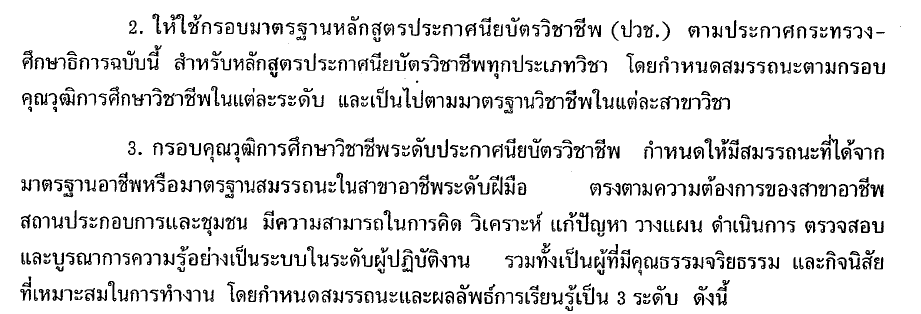 2. ให้ใช้กรอบมาตรฐานหลักสูตรประกาศนียบัตรวิชาชีพ (ปวช.) ตามประกาศกระทรวง-
ศึกษาธิการฉบับนี้ สำหรับหลักสูตรประกาศนียบัตรวิชาชีพทุกประเภทวิชา โดยกำหนดสมรรถนะตามกรอบ
คุณวุฒิการศึกษาวิชาชีพในแต่ละระดับ และเป็นไปตามมาตรฐานวิชาชีพในแต่ละสาขาวิชา
3. กรอบคุณวุฒิการศึกษาวิชาชีพระดับประกาศนียบัตรวิชาชีพ กำหนดให้มีสมรรถนะที่ได้จาก
มาตรฐานอาชีพหรือมาตรฐานสมรรถนะในสาขาอาชีพระดับฝีมือ ตรงตามความต้องการของสาขาอาชีพ
สถานประกอบการและชุมชน มีความสามารถในการคิด วิเคราะห์ แก้ปัญหา วางแผน ดำเนินการ ตรวจสอบ
และบูรณาการความรู้อย่างเป็นระบบในระดับผู้ปฏิบัติงาน รวมทั้งเป็นผู้ที่มีคุณธรรมจริยธรรม และกิจนิสัย
ที่เหมาะสมในการทำงาน โดยกำหนดสมรรถนะและผลลัพธ์การเรียนรู้เป็น 3 ระดับ ดังนี้